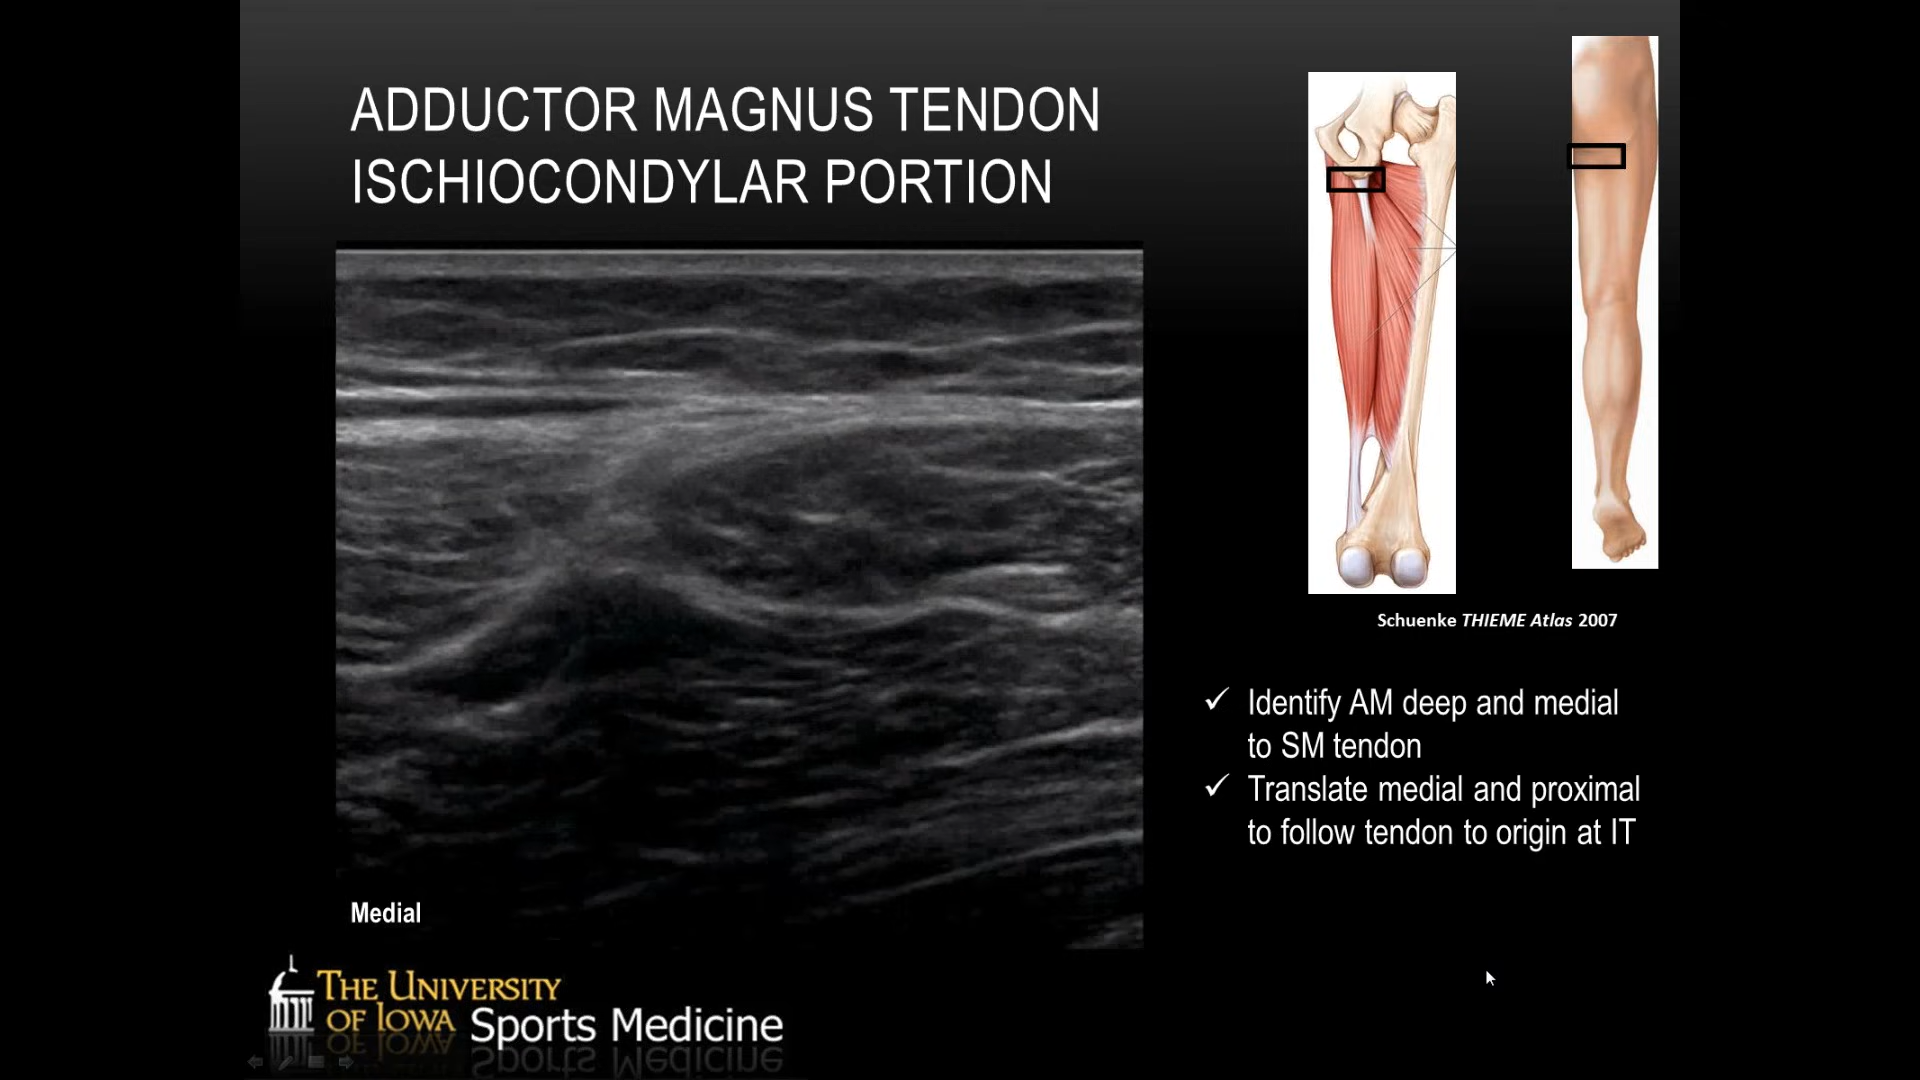 ADDUCTOR MAGNUS TENDON
ISCHIOCONDYLAR PORTION
Schuenke THIEME Atlas 2007
✓ Identify AM deep and medial
to SM tendon
✓ Translate medial and proximal
to follow tendon to origin at IT
Medial
THE UNIVERSITY
OF IOWA Sports Medicine